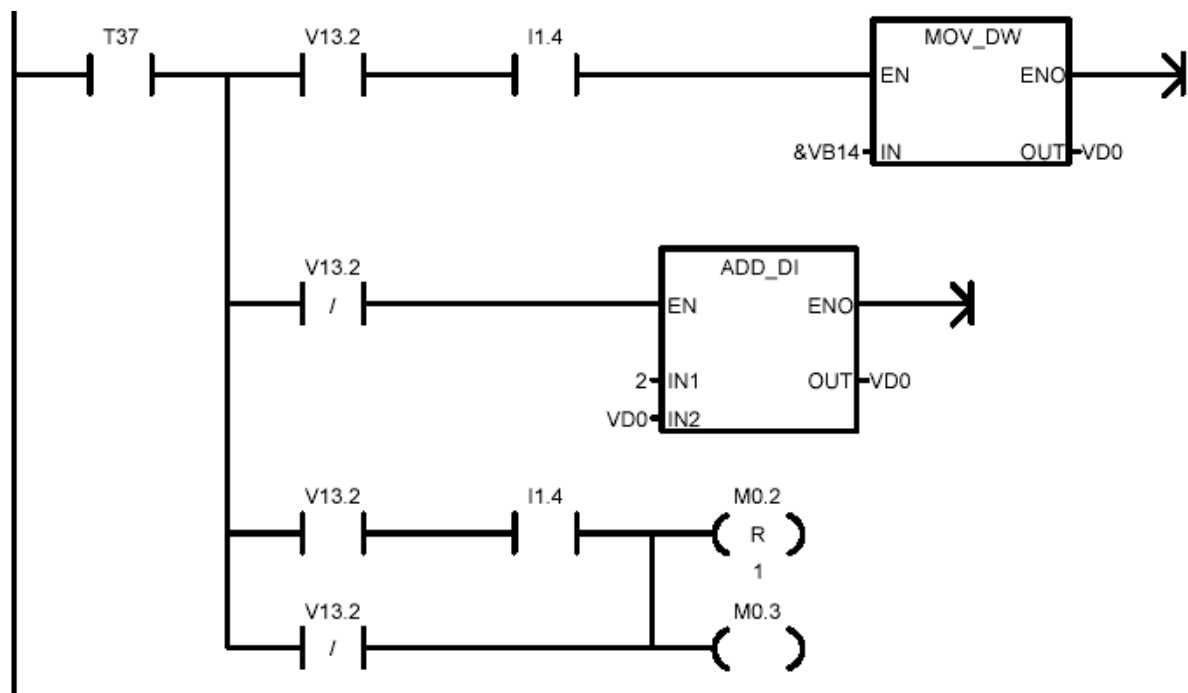 T37 V13.2 I1.4 MOV_DW
EN ENO
&VB14 IN OUT VD0
V13.2 ADD_DI
/ EN ENO
2 IN1 OUT VD0
VD0 IN2
V13.2 I1.4 M0.2
R
1
V13.2 M0.3
/